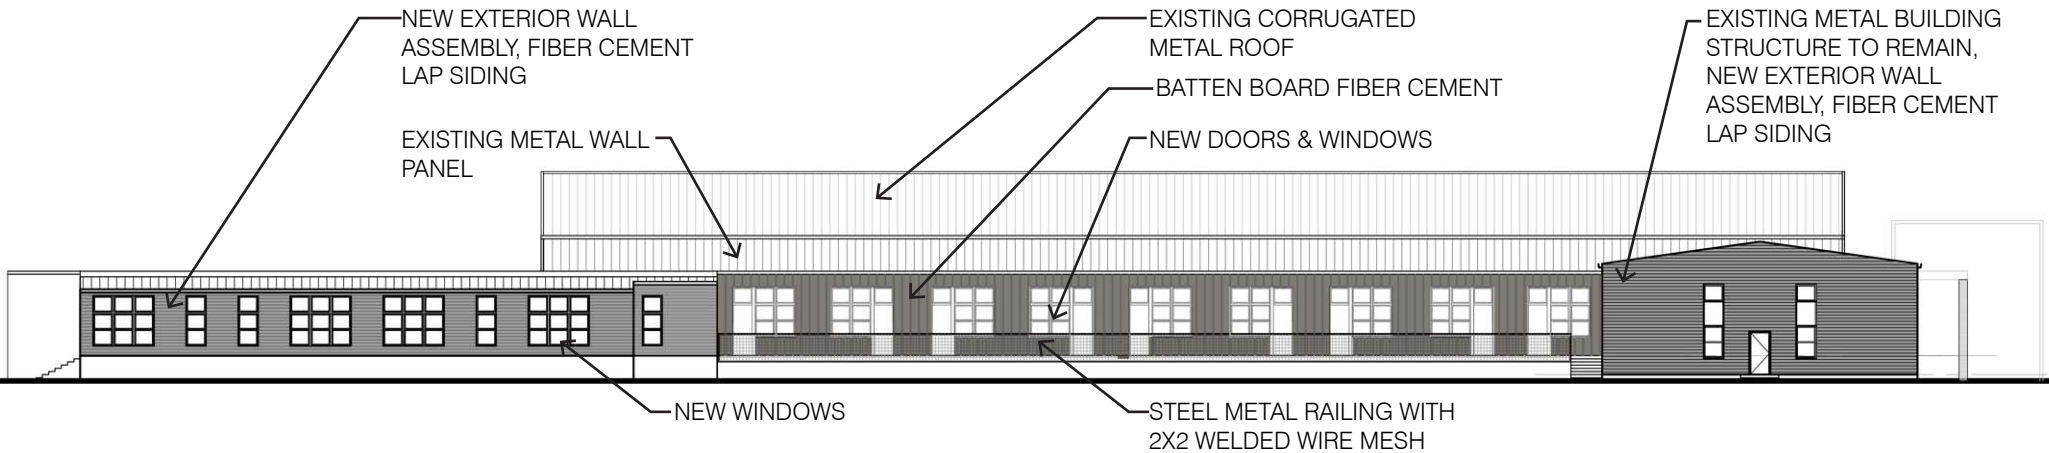 NEW EXTERIOR WALL
ASSEMBLY, FIBER CEMENT
LAP SIDING
EXISTING METAL WALL
PANEL
EXISTING CORRUGATED
METAL ROOF
BATTEN BOARD FIBER CEMENT
NEW DOORS & WINDOWS
EXISTING METAL BUILDING
STRUCTURE TO REMAIN,
NEW EXTERIOR WALL
ASSEMBLY, FIBER CEMENT
LAP SIDING
NEW WINDOWS
STEEL METAL RAILING WITH
2X2 WELDED WIRE MESH